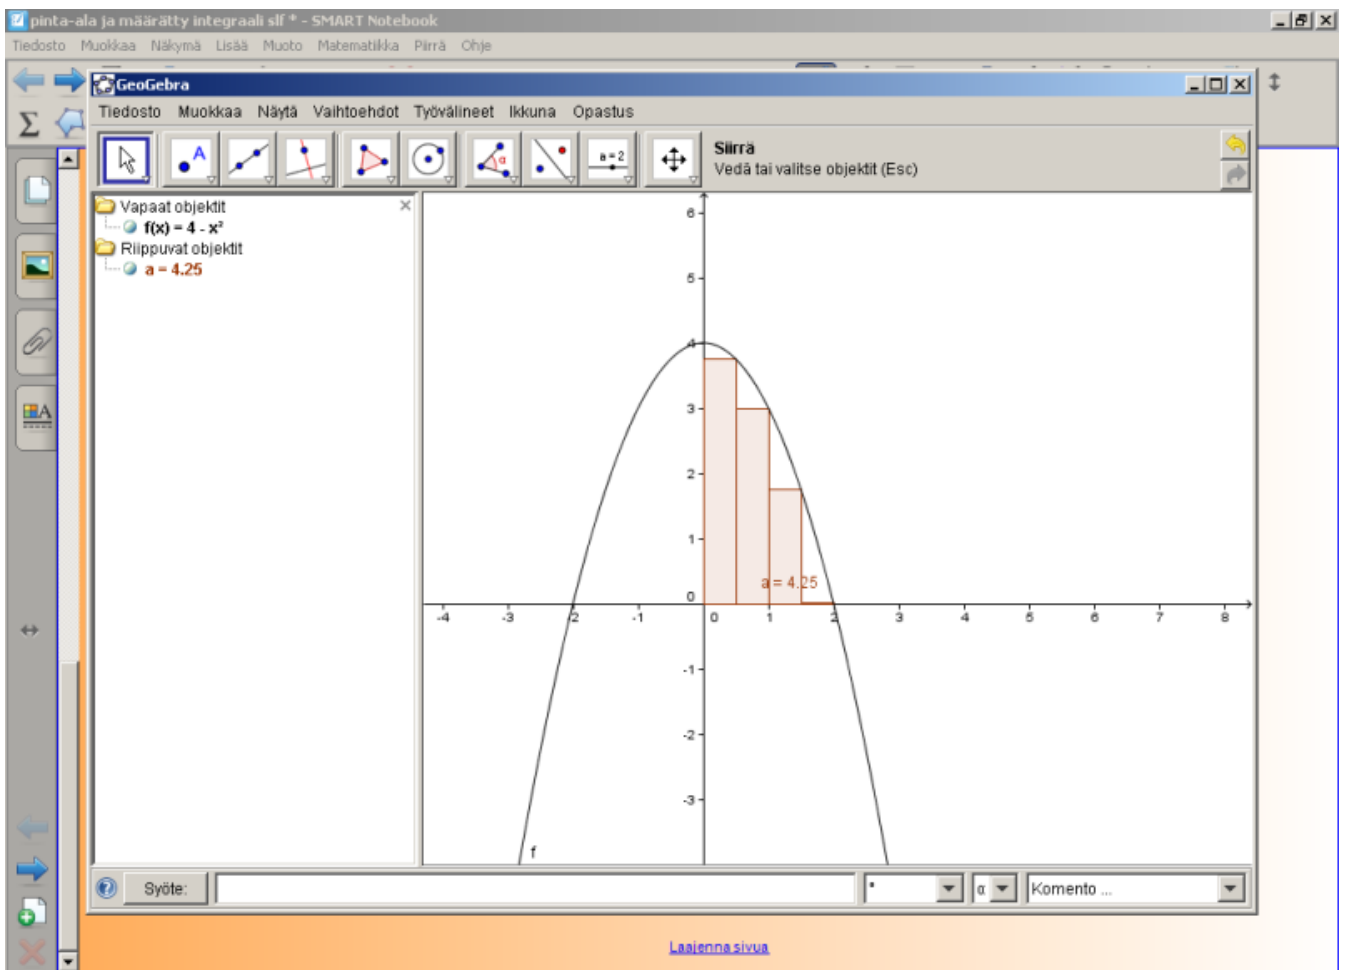 pinta-ala ja määrätty integraali slf * - SMART Notebook
Tiedosto Muokkaa Näkymä Lisää Muoto Matematiikka Piirrä Ohje
GeoGebra
Tiedosto Muokkaa Näytä Vaihtoehdot Työvälineet Ikkuna Opastus
Σ
A
α
a = 2
Siirrä
Vedä tai valitse objektit (Esc)
Vapaat objektit
f(x) = 4 - x²
Riippuvat objektit
a = 4.25
A
6
5
4
3
2
1
0
-1
-2
-3
-4 -3 -2 -1 0 1 2 3 4 5 6 7 8
a = 4.25
f
Syöte: α Komento ...
Laajenna sivua